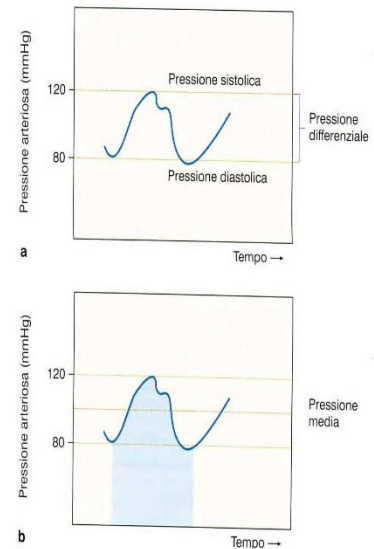 Pressione arteriosa (mmHg)
120
80
Pressione sistolica
Pressione diastolica
Pressione
differenziale
Tempo →
a
Pressione arteriosa (mmHg)
120
80
Pressione
media
Tempo →
b